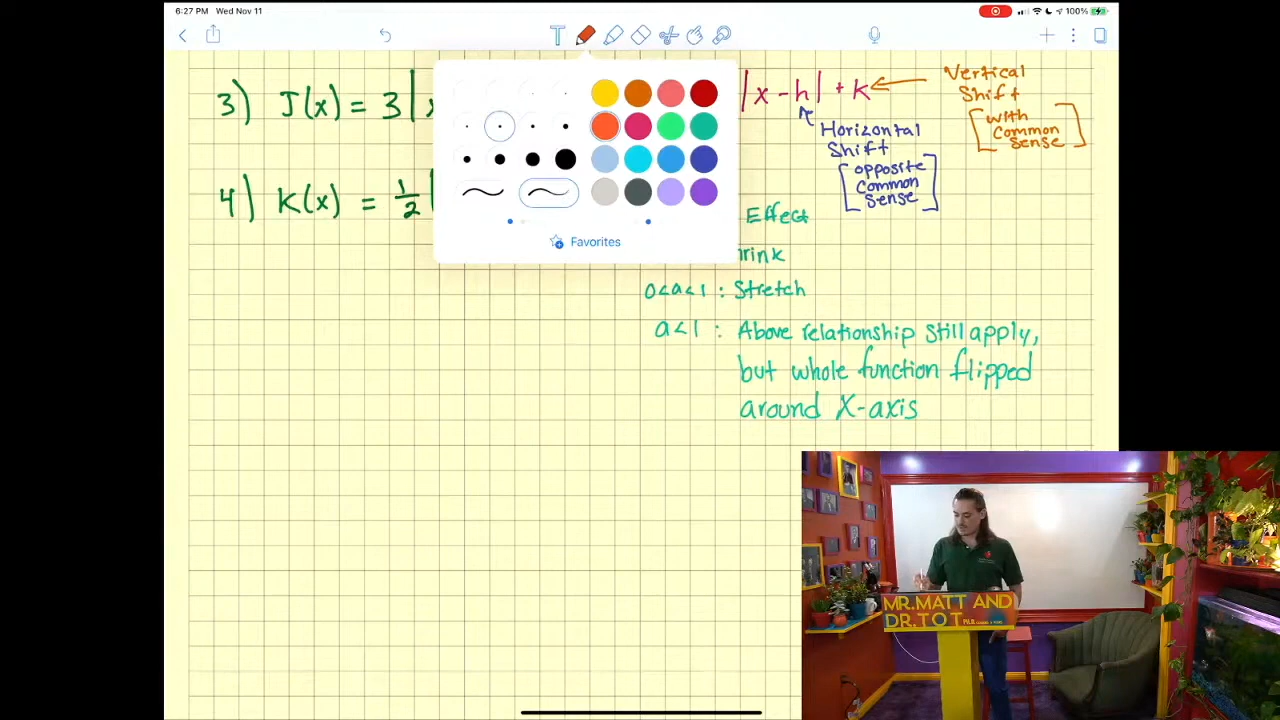 6:27 PM Wed Nov 11
100%
3) J(x) = 3|x
|x - h| + k
Vertical
Shift
[with
Common
Sense]
Horizontal
Shift
[opposite
Common
Sense]
4) K(x) = 1/2|
Effect
rink
0<a<1 : Stretch
a<1 : Above relationship still apply,
but whole function flipped
around X-axis
Favorites
MR.MATT AND
DR.TOT